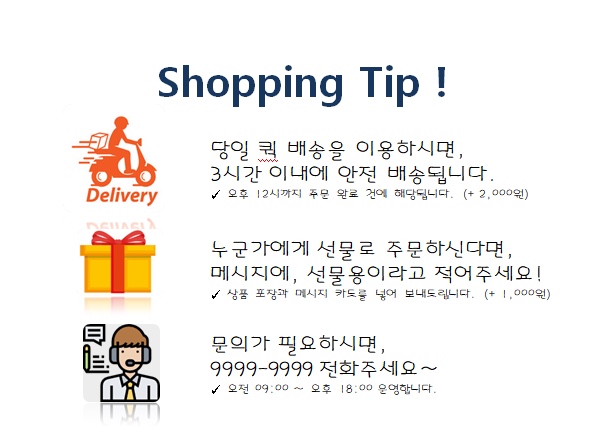 Shopping Tip !
당일 퀵 배송을 이용하시면,
3시간 이내에 안전 배송됩니다.
✓ 오후 12시까지 주문 완료 건에 해당됩니다. (+ 2,000원)
Delivery
누군가에게 선물로 주문하신다면,
메시지에, 선물용이라고 적어주세요!
✓ 상품 포장과 메시지 카드를 넣어 보내드립니다. (+ 1,000원)
문의가 필요하시면,
9999-9999 전화주세요~
✓ 오전 09:00 ~ 오후 18:00 운영합니다.